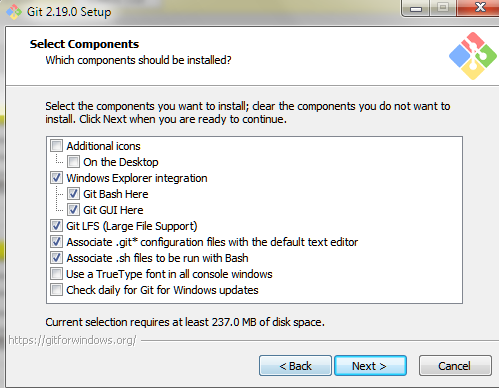 Git 2.19.0 Setup
Select Components
Which components should be installed?
Select the components you want to install; clear the components you do not want to
install. Click Next when you are ready to continue.
Additional icons
On the Desktop
Windows Explorer integration
Git Bash Here
Git GUI Here
Git LFS (Large File Support)
Associate .git* configuration files with the default text editor
Associate .sh files to be run with Bash
Use a TrueType font in all console windows
Check daily for Git for Windows updates
Current selection requires at least 237.0 MB of disk space.
https://gitforwindows.org/
< Back
Next >
Cancel